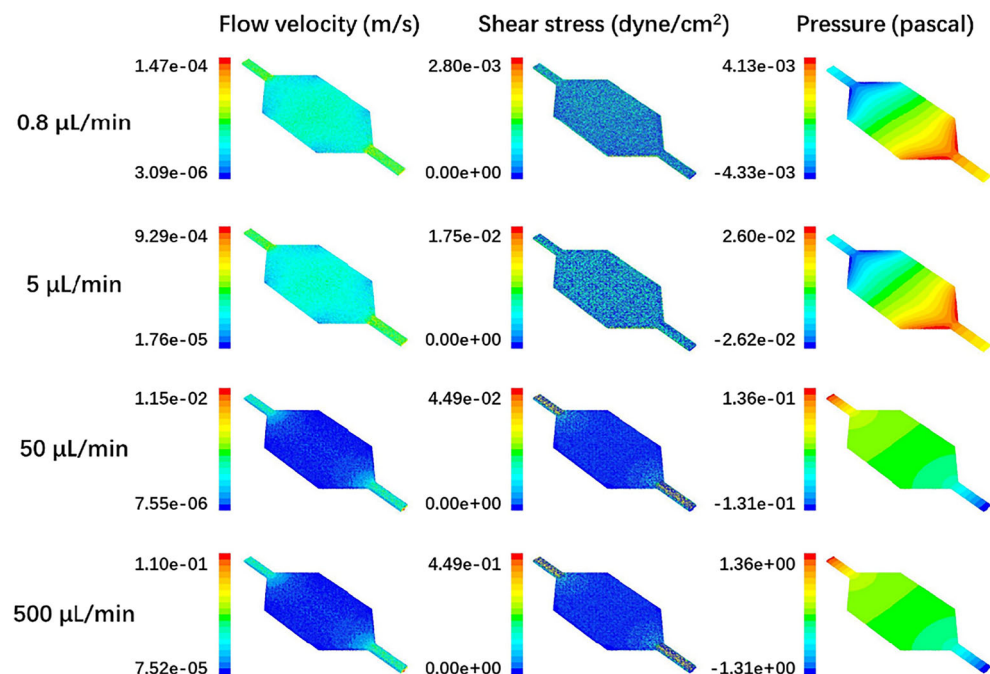 Flow velocity (m/s) Shear stress (dyne/cm²) Pressure (pascal)
1.47e-04 2.80e-03 4.13e-03
0.8 μL/min
3.09e-06 0.00e+00 -4.33e-03
9.29e-04 1.75e-02 2.60e-02
5 μL/min
1.76e-05 0.00e+00 -2.62e-02
1.15e-02 4.49e-02 1.36e-01
50 μL/min
7.55e-06 0.00e+00 -1.31e-01
1.10e-01 4.49e-01 1.36e+00
500 μL/min
7.52e-05 0.00e+00 -1.31e+00